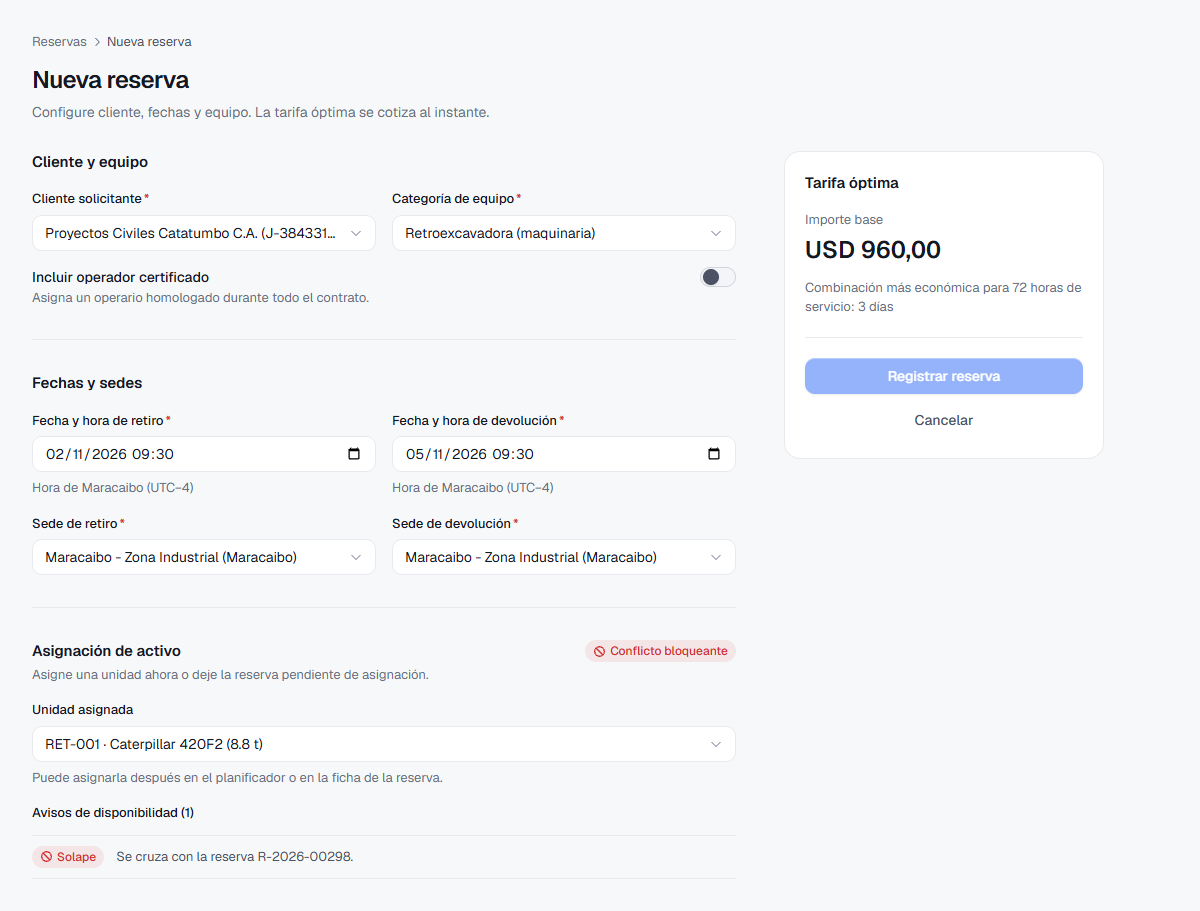 Reservas > Nueva reserva
Nueva reserva
Configure cliente, fechas y equipo. La tarifa óptima se cotiza al instante.
Cliente y equipo
Cliente solicitante*
Categoría de equipo*
Proyectos Civiles Catatumbo C.A. (J-384331...
Retroexcavadora (maquinaria)
Incluir operador certificado
Asigna un operario homologado durante todo el contrato.
Fechas y sedes
Fecha y hora de retiro*
Fecha y hora de devolución*
02/11/2026 09:30
05/11/2026 09:30
Hora de Maracaibo (UTC−4)
Hora de Maracaibo (UTC−4)
Sede de retiro*
Sede de devolución*
Maracaibo - Zona Industrial (Maracaibo)
Maracaibo - Zona Industrial (Maracaibo)
Asignación de activo
Conflicto bloqueante
Asigne una unidad ahora o deje la reserva pendiente de asignación.
Unidad asignada
RET-001 · Caterpillar 420F2 (8.8 t)
Puede asignarla después en el planificador o en la ficha de la reserva.
Avisos de disponibilidad (1)
Solape
Se cruza con la reserva R-2026-00298.
Tarifa óptima
Importe base
USD 960,00
Combinación más económica para 72 horas de
servicio: 3 días
Registrar reserva
Cancelar